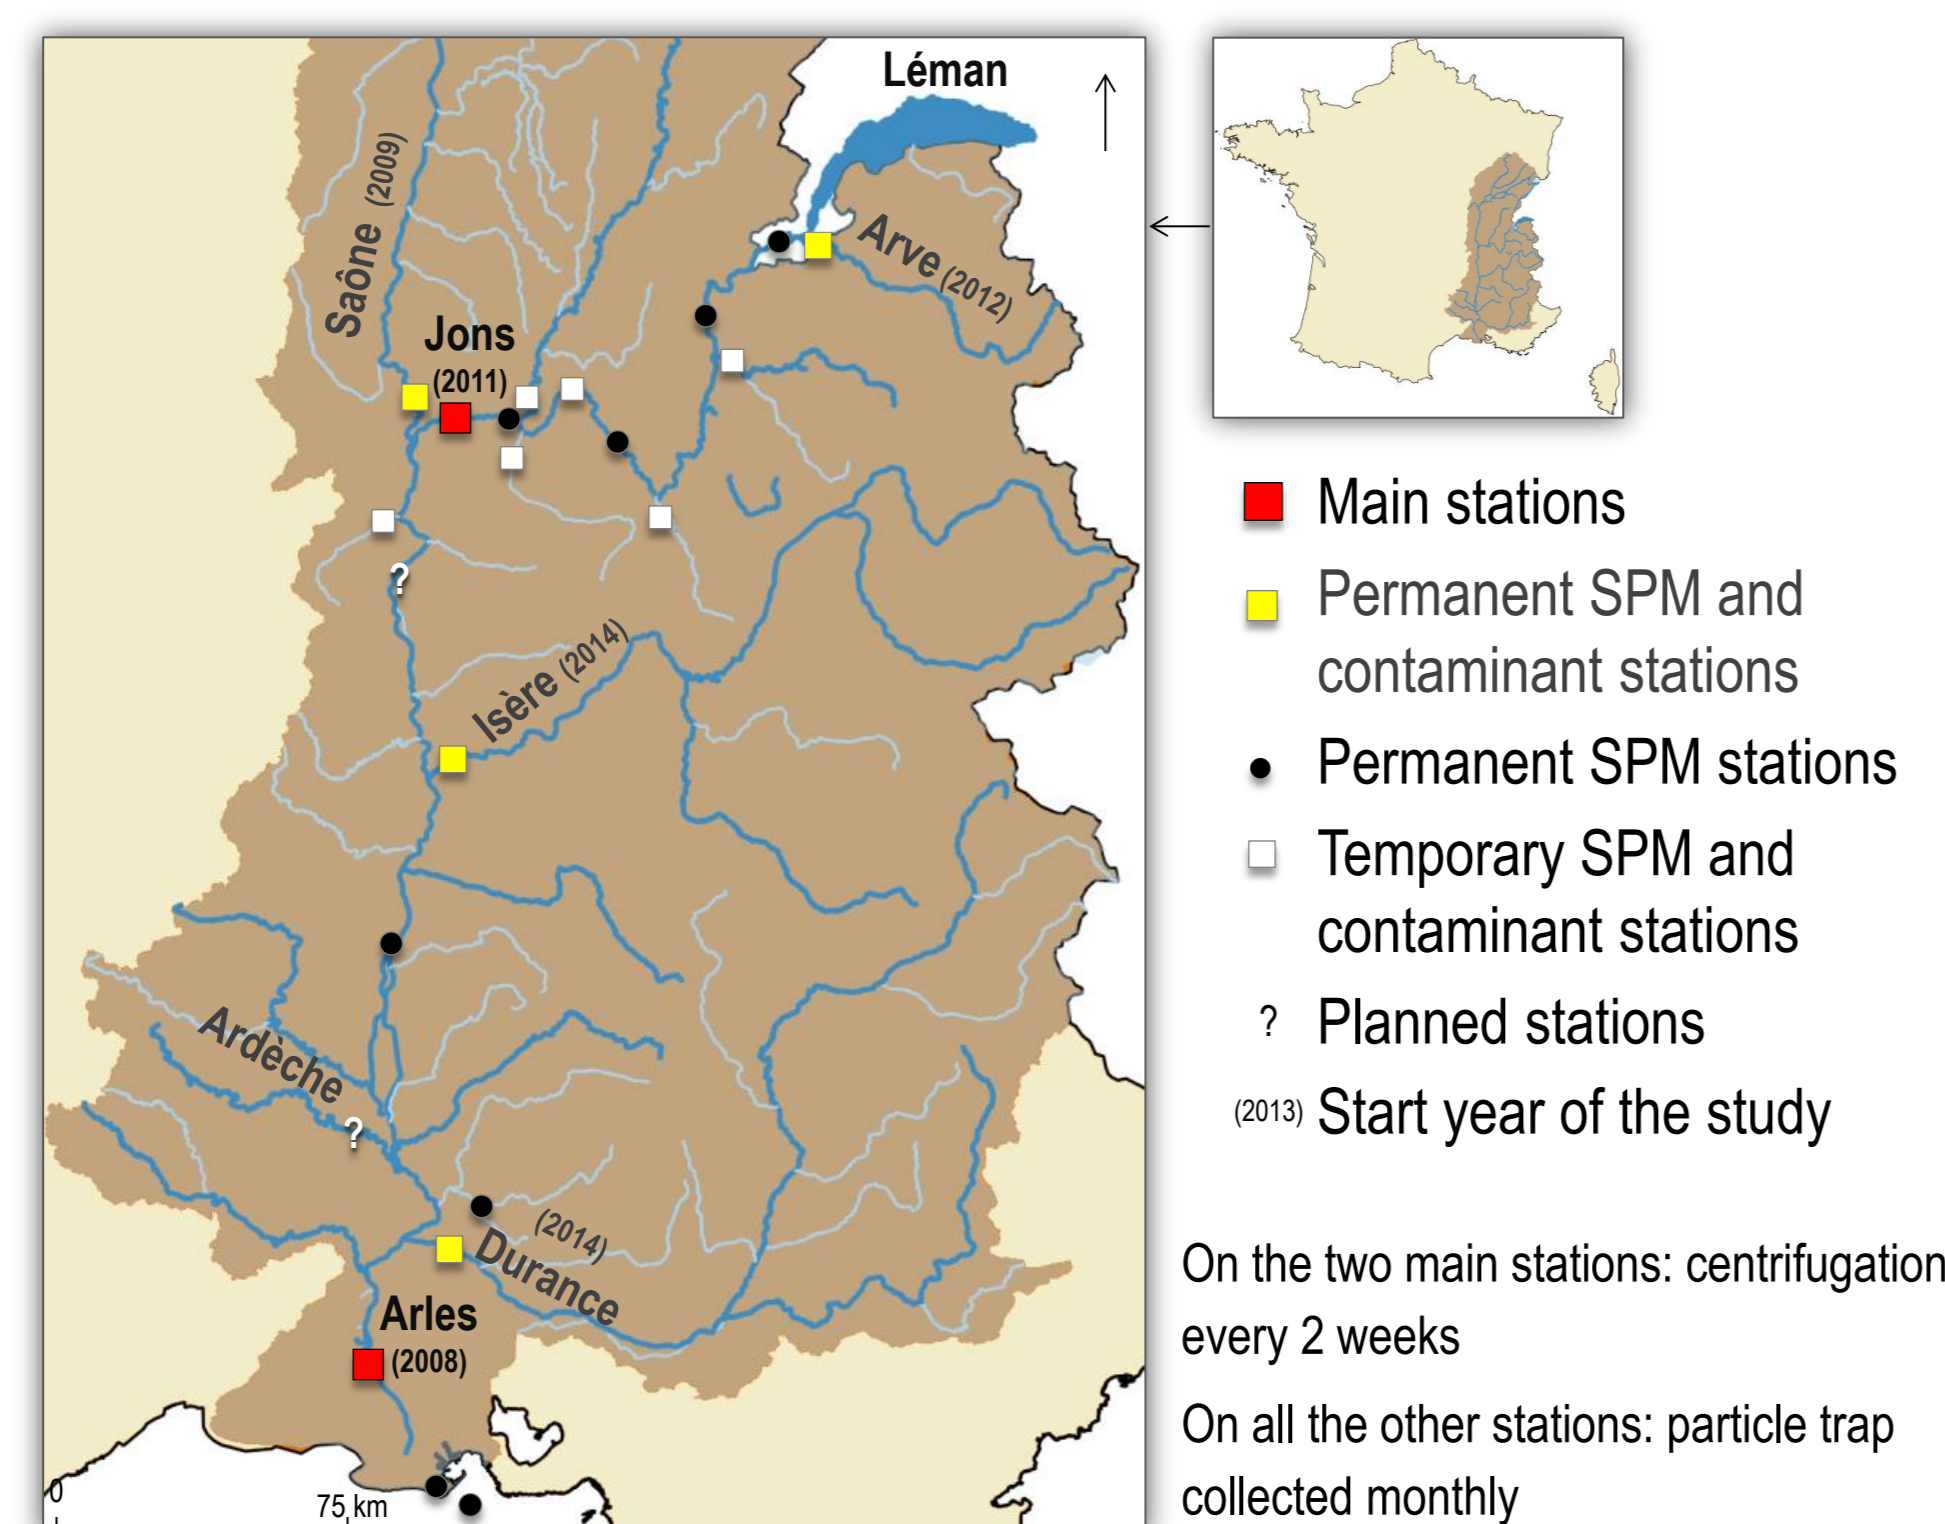 Léman
Saône (2009)
Arve (2012)
Jons
(2011)
?
Isère (2014)
Ardèche
?
(2014)
Durance
Arles
(2008)
0
75 km
Main stations
Permanent SPM and
contaminant stations
Permanent SPM stations
Temporary SPM and
contaminant stations
? Planned stations
(2013) Start year of the study
On the two main stations: centrifugation
every 2 weeks
On all the other stations: particle trap
collected monthly